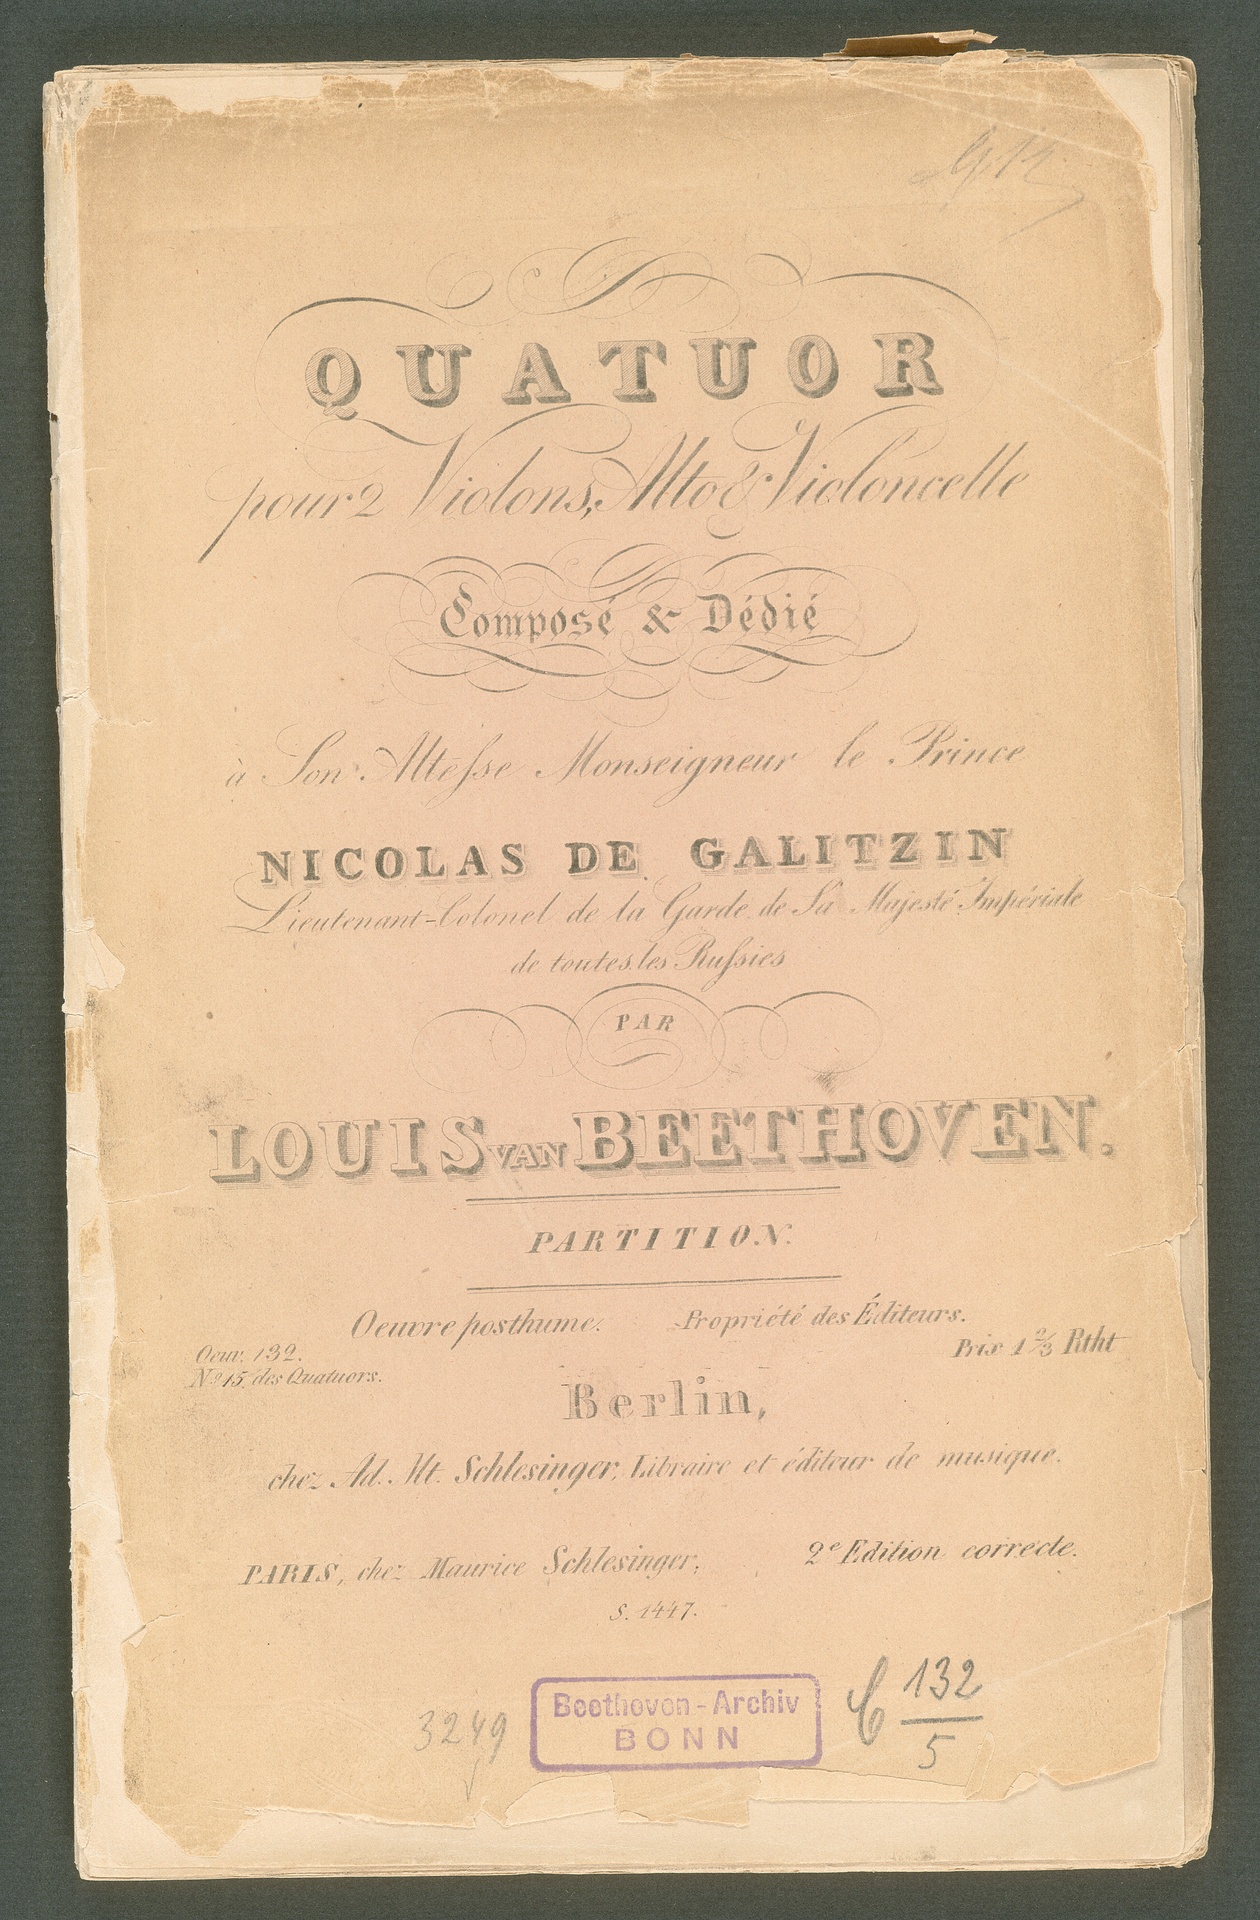 QUATUOR
pour 2 Violons, Alto & Violoncelle
Composé & Dédié
à Son Altesse Monseigneur le Prince
NICOLAS DE GALITZIN
Lieutenant-Colonel de la Garde de Sa Majesté Impériale
de toutes les Russies
PAR
LOUIS VAN BEETHOVEN.
PARTITION.
Oeuvre posthume. Propriété des Éditeurs.
Oeuv. 132. Prix 1 2/3 Rtht
No 15. des Quatuors.
Berlin,
chez Ad. Mt. Schlesinger, Libraire et éditeur de musique.
PARIS, chez Maurice Schlesinger. 2e Edition correcte.
S. 1447.
3249
Beethoven-Archiv
BONN
C 132/5